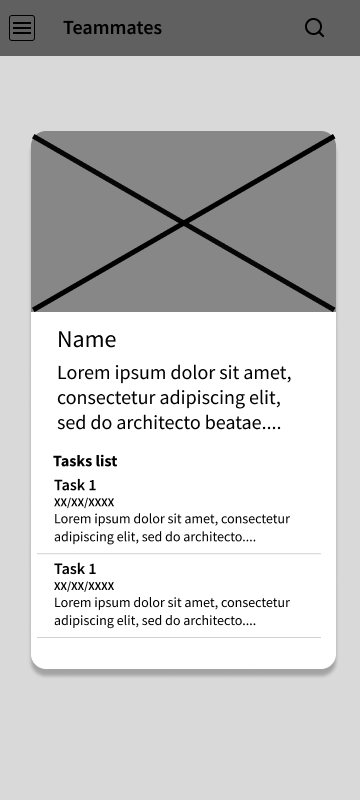 Teammates
Name
Lorem ipsum dolor sit amet,
consectetur adipiscing elit,
sed do architecto beatae....
Tasks list
Task 1
XX/XX/XXXX
Lorem ipsum dolor sit amet, consectetur
adipiscing elit, sed do architecto....
Task 1
XX/XX/XXXX
Lorem ipsum dolor sit amet, consectetur
adipiscing elit, sed do architecto....